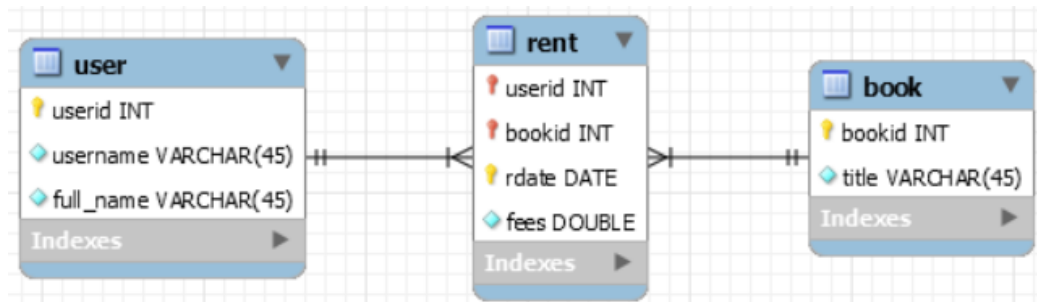 user
userid INT
username VARCHAR(45)
full_name VARCHAR(45)
Indexes
rent
userid INT
bookid INT
rdate DATE
fees DOUBLE
Indexes
book
bookid INT
title VARCHAR(45)
Indexes